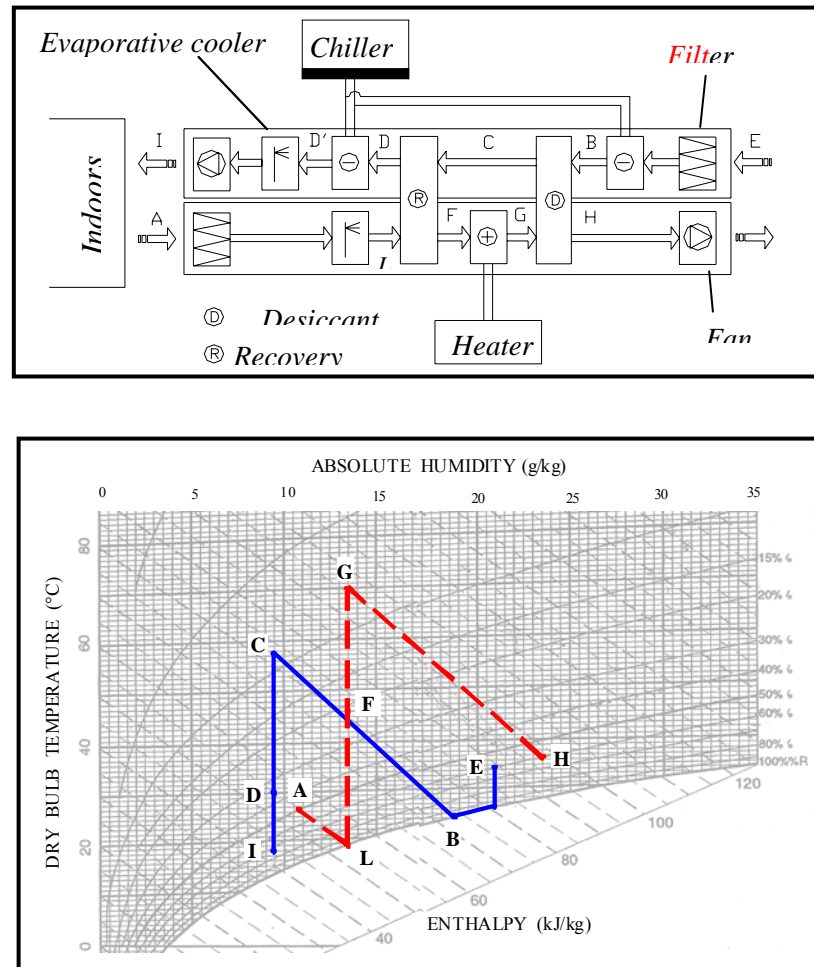 Evaporative cooler
Chiller
Filter
I
D'
D
C
B
E
R
D
Indoors
A
F
G
H
D
R
Recovery
Heater
ABSOLUTE HUMIDITY (g/kg)
0 5 10 15 20 25 30 35
DRY BULB TEMPERATURE (°C)
80
60
40
20
0
G
C
F
E
H
D
A
B
I
L
15%
20%
30%
40%
50%
60%
80%
100%%R
120
100
80
60
40
ENTHALPY (kJ/kg)